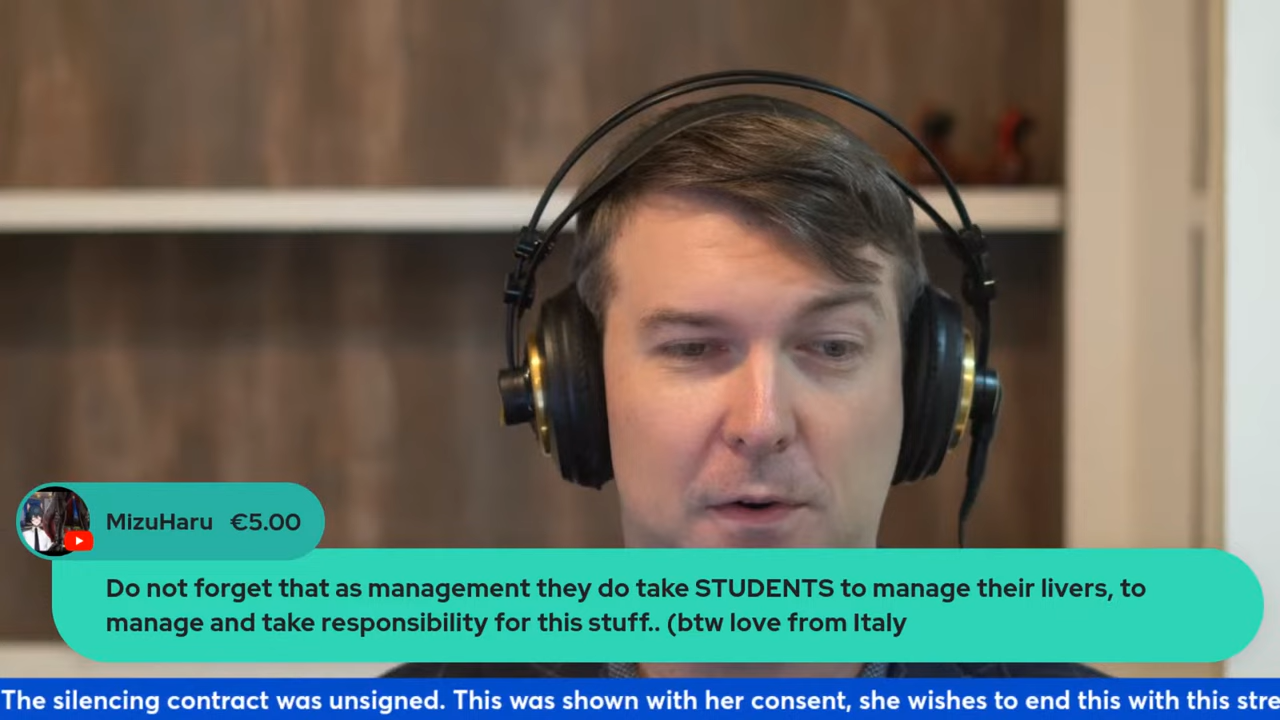 MizuHaru €5.00
Do not forget that as management they do take STUDENTS to manage their livers, to
manage and take responsibility for this stuff.. (btw love from Italy
The silencing contract was unsigned. This was shown with her consent, she wishes to end this with this stre